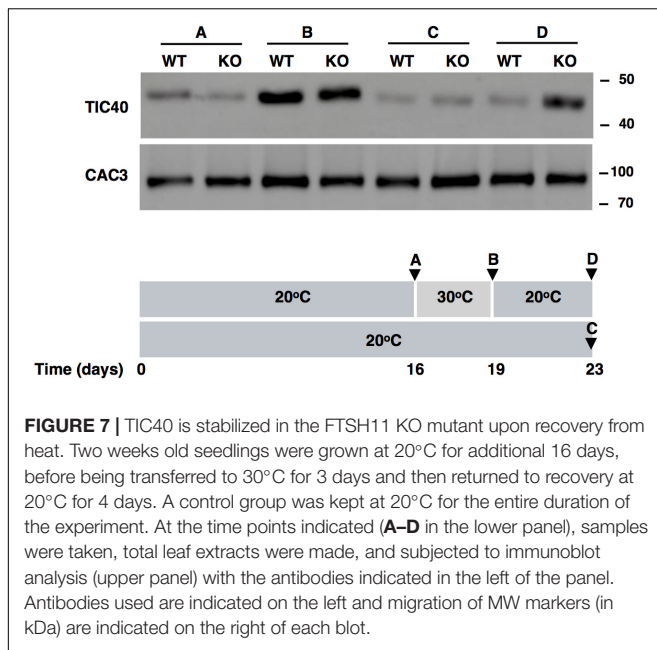 A B C D
WT KO WT KO WT KO WT KO
TIC40
50
40
CAC3
100
70
A B D
20°C 30°C 20°C
C
20°C
Time (days) 0 16 19 23
FIGURE 7 | TIC40 is stabilized in the FTSH11 KO mutant upon recovery from
heat. Two weeks old seedlings were grown at 20°C for additional 16 days,
before being transferred to 30°C for 3 days and then returned to recovery at
20°C for 4 days. A control group was kept at 20°C for the entire duration of
the experiment. At the time points indicated (A–D in the lower panel), samples
were taken, total leaf extracts were made, and subjected to immunoblot
analysis (upper panel) with the antibodies indicated in the left of the panel.
Antibodies used are indicated on the left and migration of MW markers (in
kDa) are indicated on the right of each blot.